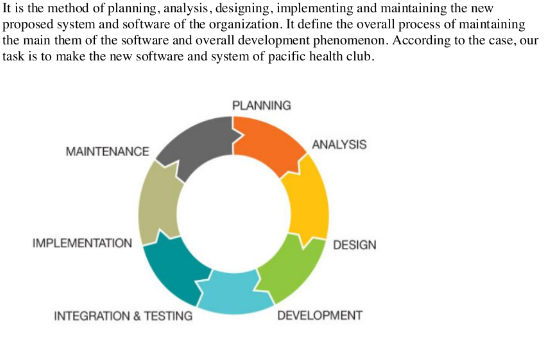 It is the method of planning, analysis, designing, implementing and maintaining the new
proposed system and software of the organization. It define the overall process of maintaining
the main them of the software and overall development phenomenon. According to the case, our
task is to make the new software and system of pacific health club.
PLANNING
MAINTENANCE
ANALYSIS
IMPLEMENTATION
DESIGN
INTEGRATION & TESTING
DEVELOPMENT